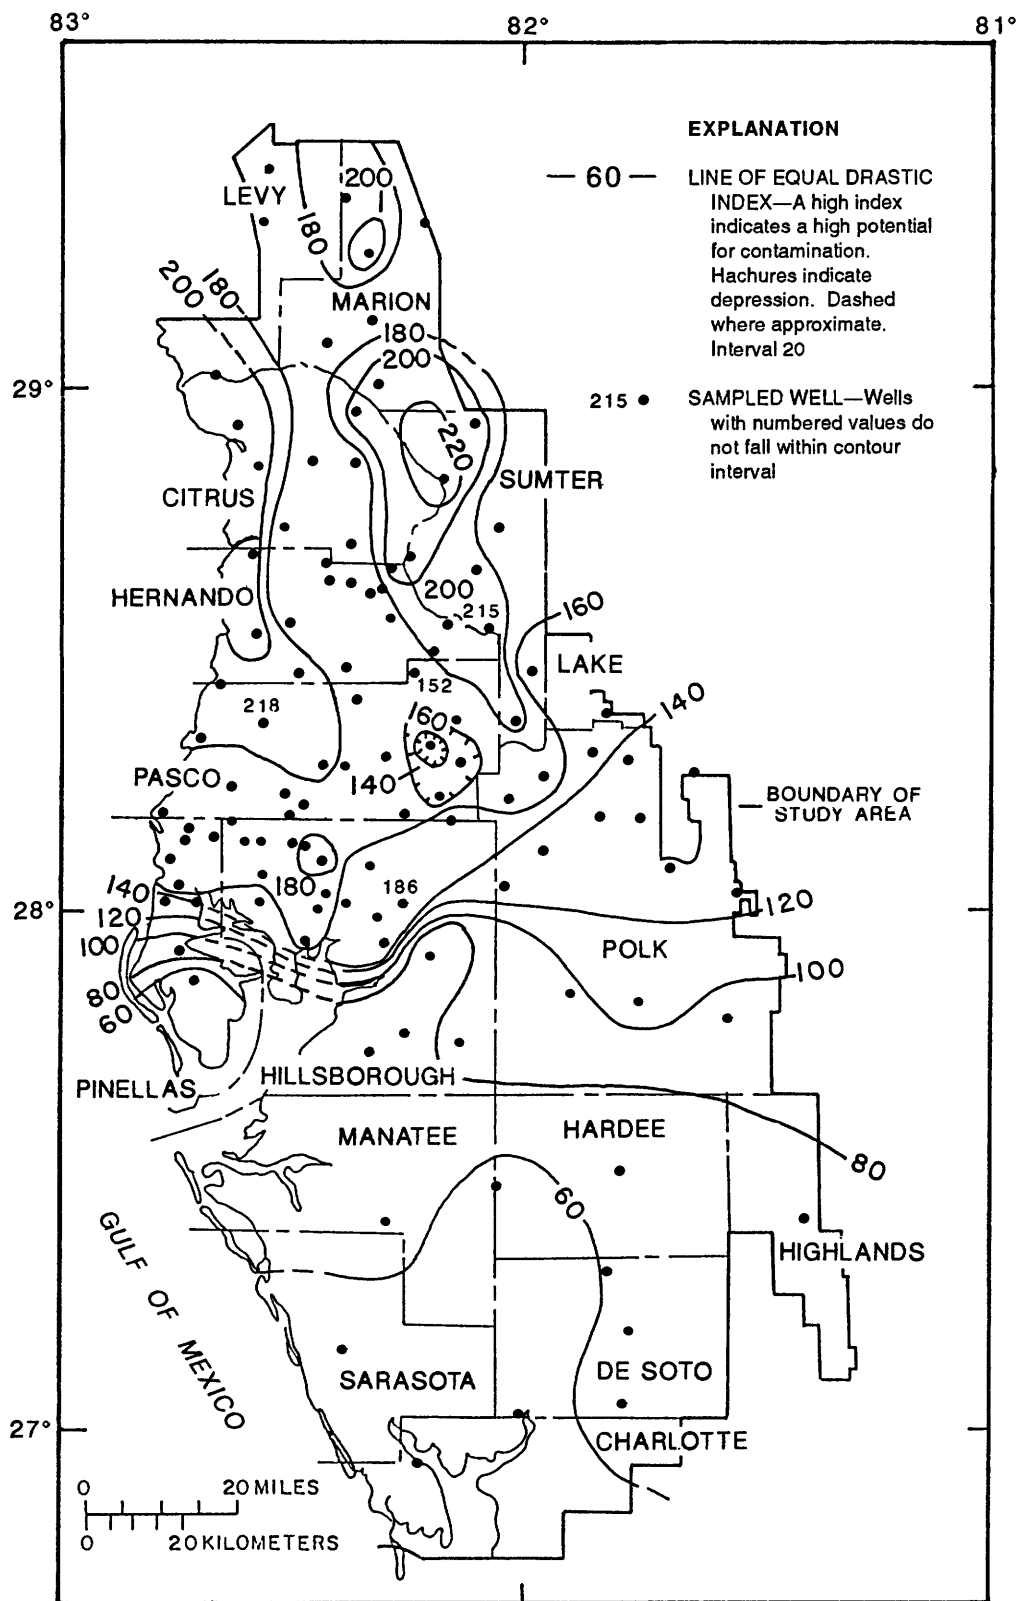 83°
82°
81°
EXPLANATION
— 60 —
LINE OF EQUAL DRASTIC
INDEX—A high index
indicates a high potential
for contamination.
Hachures indicate
depression. Dashed
where approximate.
Interval 20
215
SAMPLED WELL—Wells
with numbered values do
not fall within contour
interval
LEVY
200
180
200
180
MARION
180
200
29°
220
SUMTER
CITRUS
HERNANDO
200
215
160
LAKE
152
140
218
160
PASCO
140
BOUNDARY OF
STUDY AREA
180
186
140
28°
120
120
100
POLK
100
80
60
PINELLAS
HILLSBOROUGH
MANATEE
HARDEE
80
60
GULF OF MEXICO
HIGHLANDS
SARASOTA
DE SOTO
27°
CHARLOTTE
0
20 MILES
0
20 KILOMETERS